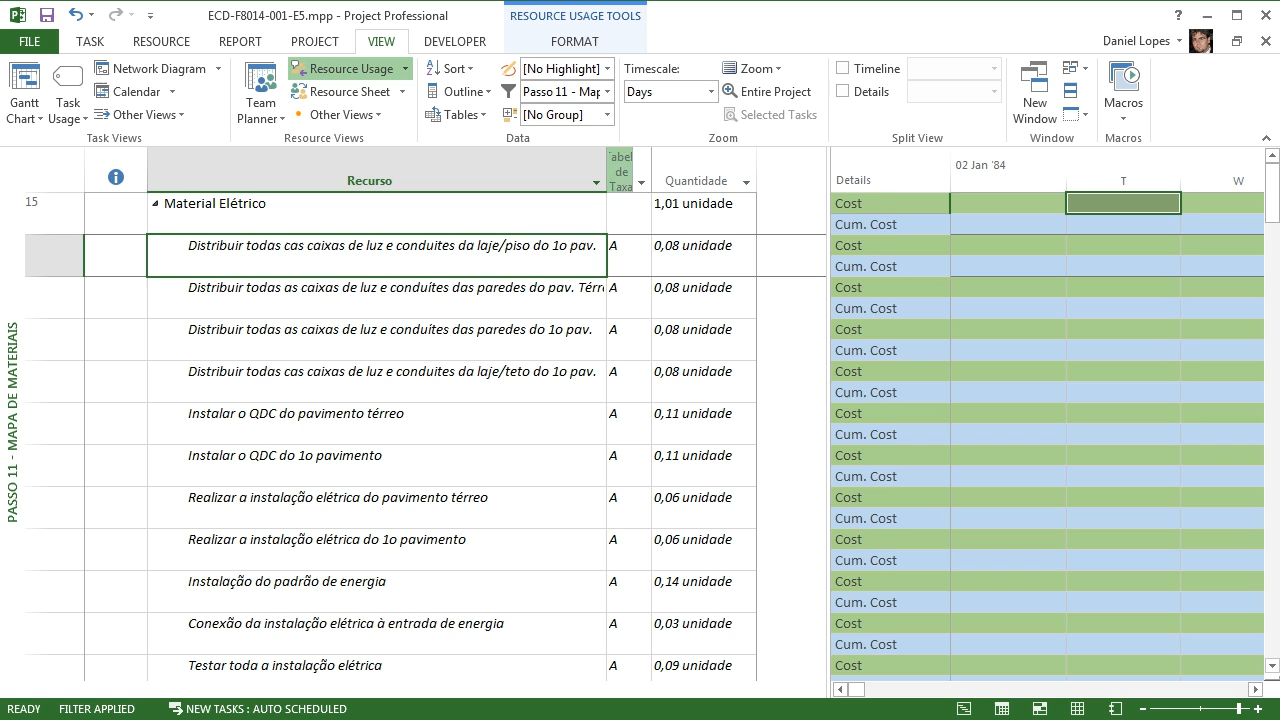 ECD-F8014-001-E5.mpp - Project Professional
RESOURCE USAGE TOOLS
FILE TASK RESOURCE REPORT PROJECT VIEW DEVELOPER FORMAT
Daniel Lopes
Gantt Chart
Task Usage
Network Diagram
Calendar
Other Views
Task Views
Team Planner
Resource Usage
Resource Sheet
Other Views
Resource Views
Sort
Outline
Tables
[No Highlight]
Passo 11 - Map
[No Group]
Data
Timescale:
Days
Zoom
Entire Project
Selected Tasks
Zoom
Timeline
Details
Split View
New Window
Window
Macros
Macros
Recurso
Tabel de Taxa
Quantidade
Details
02 Jan '84
T W
15 Material Elétrico 1,01 unidade Cost
Cum. Cost
Distribuir todas cas caixas de luz e conduites da laje/piso do 1o pav. A 0,08 unidade Cost
Cum. Cost
Distribuir todas as caixas de luz e conduítes das paredes do pav. Térre A 0,08 unidade Cost
Cum. Cost
Distribuir todas as caixas de luz e conduítes das paredes do 1o pav. A 0,08 unidade Cost
Cum. Cost
Distribuir todas cas caixas de luz e conduites da laje/teto do 1o pav. A 0,08 unidade Cost
Cum. Cost
Instalar o QDC do pavimento térreo A 0,11 unidade Cost
Cum. Cost
Instalar o QDC do 1o pavimento A 0,11 unidade Cost
Cum. Cost
Realizar a instalação elétrica do pavimento térreo A 0,06 unidade Cost
Cum. Cost
Realizar a instalação elétrica do 1o pavimento A 0,06 unidade Cost
Cum. Cost
Instalação do padrão de energia A 0,14 unidade Cost
Cum. Cost
Conexão da instalação elétrica à entrada de energia A 0,03 unidade Cost
Cum. Cost
Testar toda a instalação elétrica A 0,09 unidade Cost
PASSO 11 - MAPA DE MATERIAIS
READY FILTER APPLIED NEW TASKS : AUTO SCHEDULED